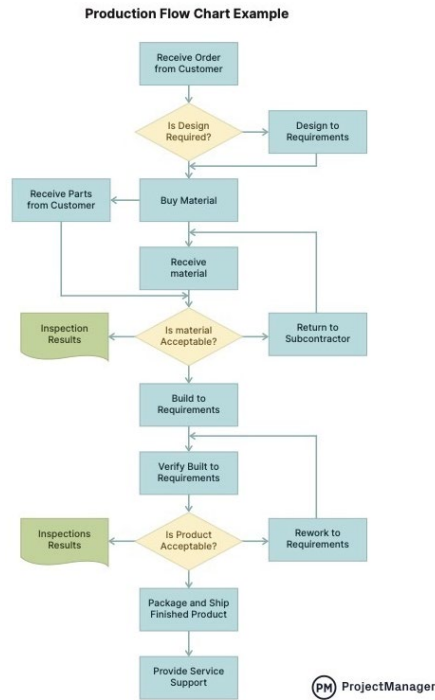 Production Flow Chart Example
Receive Order
from Customer
Is Design
Required?
Design to
Requirements
Receive Parts
from Customer
Buy Material
Receive
material
Inspection
Results
Is material
Acceptable?
Return to
Subcontractor
Build to
Requirements
Verify Built to
Requirements
Inspections
Results
Is Product
Acceptable?
Rework to
Requirements
Package and Ship
Finished Product
Provide Service
Support
PM ProjectManager